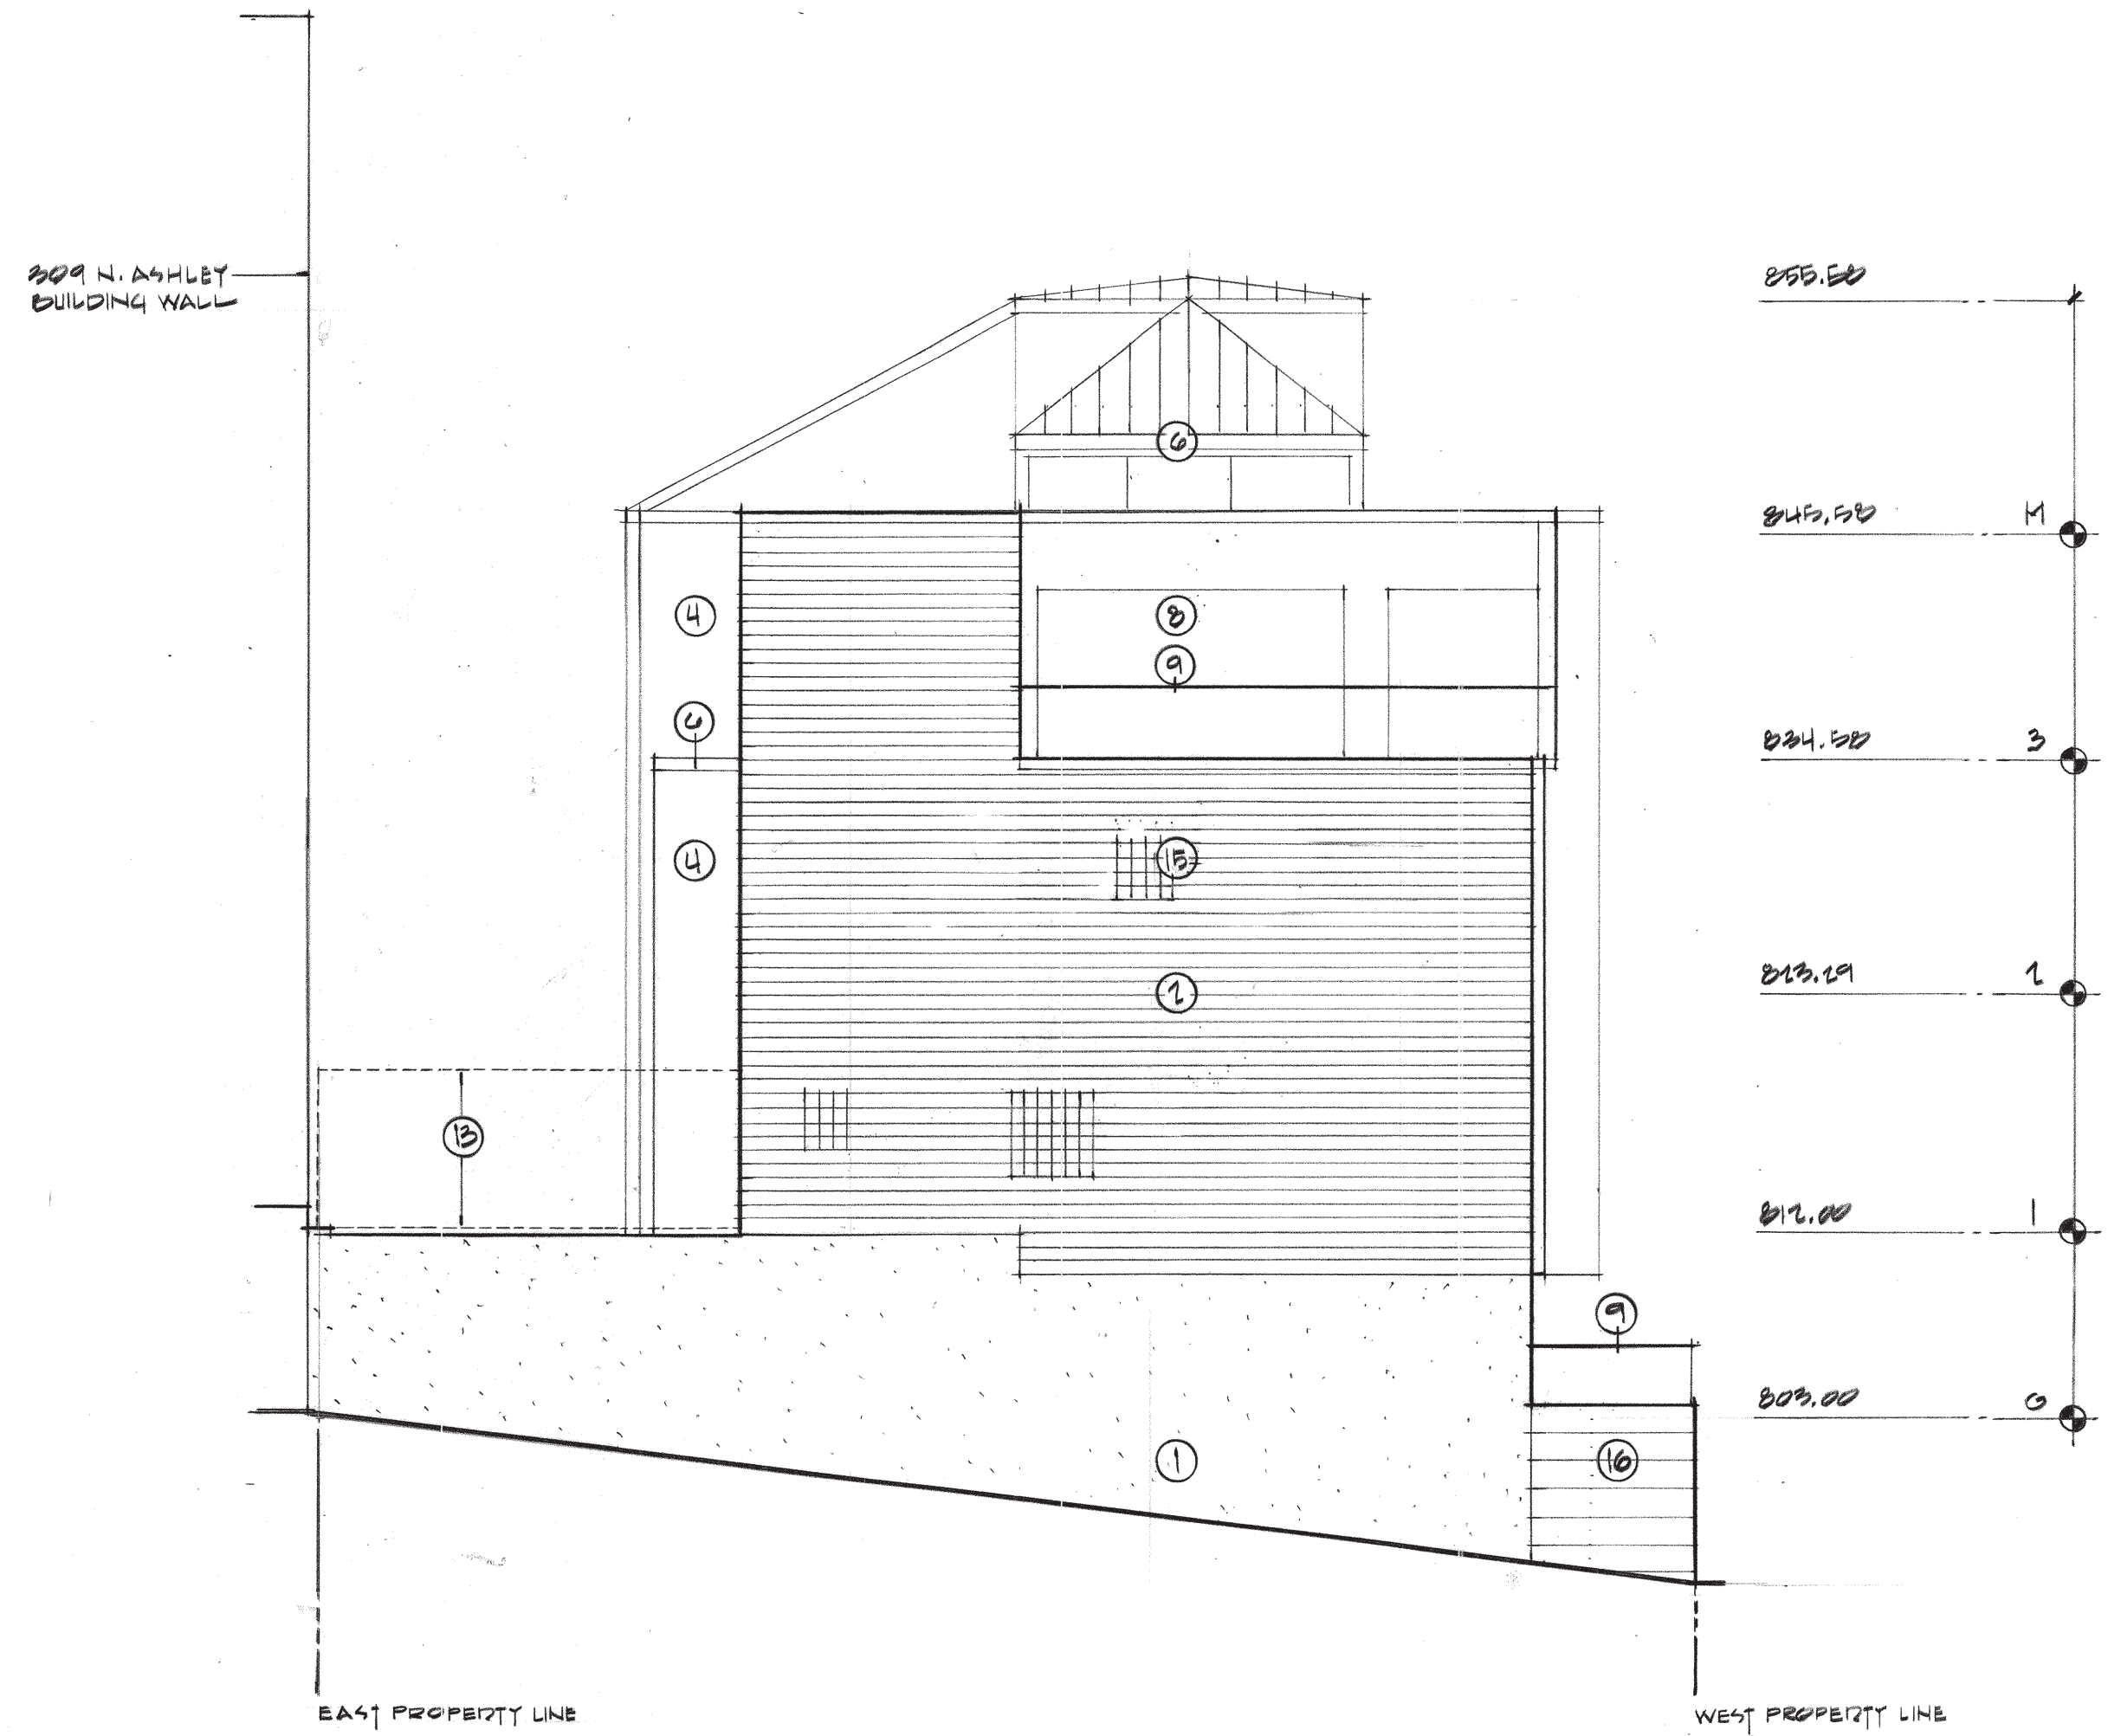 309 N. ASHLEY
BUILDING WALL
855.58
6
845.58 M
4
8
9
6
834.58 3
4
15
2
823.29 2
13
812.00 1
9
803.00 G
1
16
EAST PROPERTY LINE
WEST PROPERTY LINE